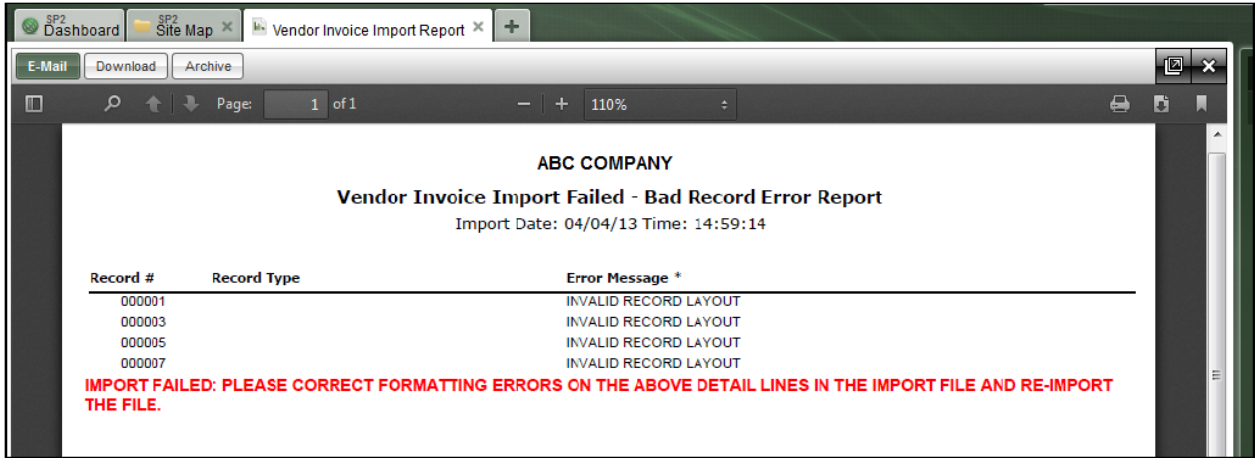 SP2 SP2
Dashboard Site Map × Vendor Invoice Import Report × +
E-Mail Download Archive ×
Page: 1 of 1 − + 110%
ABC COMPANY
Vendor Invoice Import Failed - Bad Record Error Report
Import Date: 04/04/13 Time: 14:59:14
Record # Record Type Error Message *
000001 INVALID RECORD LAYOUT
000003 INVALID RECORD LAYOUT
000005 INVALID RECORD LAYOUT
000007 INVALID RECORD LAYOUT
IMPORT FAILED: PLEASE CORRECT FORMATTING ERRORS ON THE ABOVE DETAIL LINES IN THE IMPORT FILE AND RE-IMPORT
THE FILE.